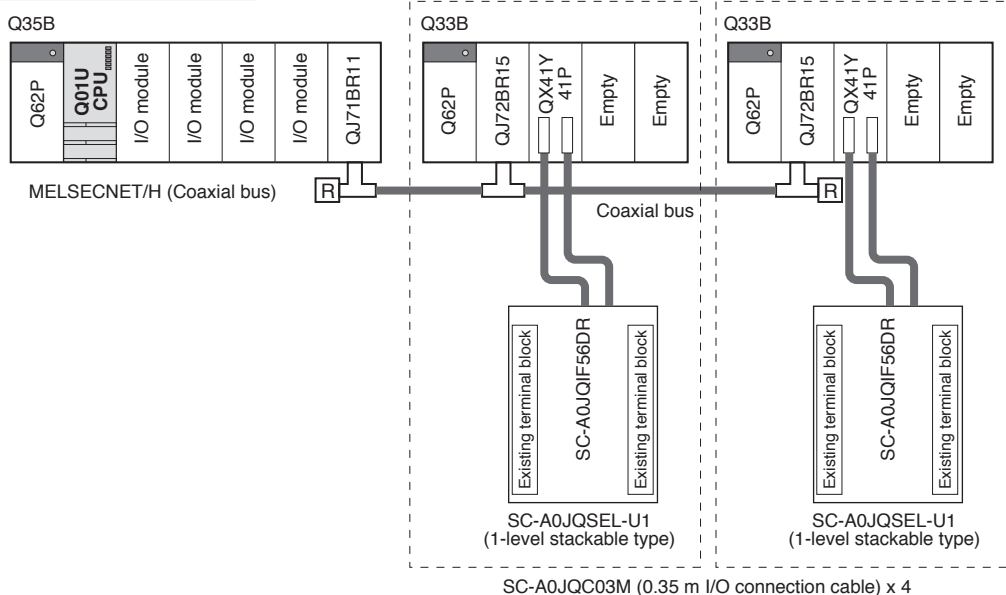 Q35B
Q62P
Q01U
CPU
I/O module
I/O module
I/O module
I/O module
QJ71BR11
MELSECNET/H (Coaxial bus)
R
Q33B
Q62P
QJ72BR15
QX41Y
41P
Empty
Empty
Coaxial bus
Existing terminal block
SC-A0JQIF56DR
Existing terminal block
SC-A0JQSEL-U1
(1-level stackable type)
Q33B
Q62P
QJ72BR15
QX41Y
41P
Empty
Empty
R
Existing terminal block
SC-A0JQIF56DR
Existing terminal block
SC-A0JQSEL-U1
(1-level stackable type)
SC-A0JQC03M (0.35 m I/O connection cable) x 4